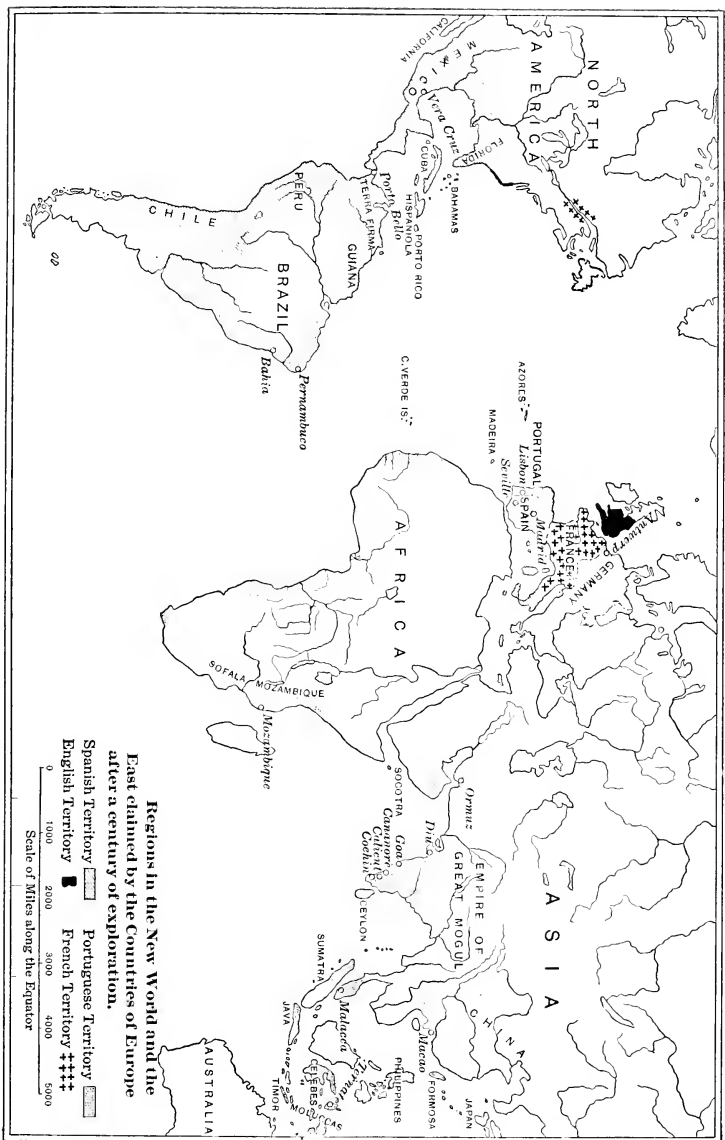 NORTH
AMERICA
CALIFORNIA
MEXICO
Vera Cruz
FLORIDA
BAHAMAS
CUBA
HISPANIOLA
PORTO RICO
Porto
Bello
TERRA FIRMA
GUIANA
PERU
BRAZIL
CHILE
Pernambuco
Bahia
C.VERDE IS.
AZORES
MADEIRA
PORTUGAL
Lisbon
SPAIN
Madrid
Seville
FRANCE
Antwerp
GERMANY
AFRICA
SOFALA MOZAMBIQUE
Mozambique
SOCOTRA
Ormuz
Diu
Goa
Cananore
Calicut
Cochin
CEYLON
EMPIRE OF
GREAT MOGUL
ASIA
CHINA
JAPAN
FORMOSA
Macao
PHILIPPINES
Malacca
SUMATRA
JAVA
CELEBES
Ternate
MOLUCCAS
TIMOR
AUSTRALIA
Regions in the New World and the
East claimed by the Countries of Europe
after a century of exploration.
Spanish Territory Portuguese Territory
English Territory French Territory ++++
0 1000 2000 3000 4000 5000
Scale of Miles along the Equator